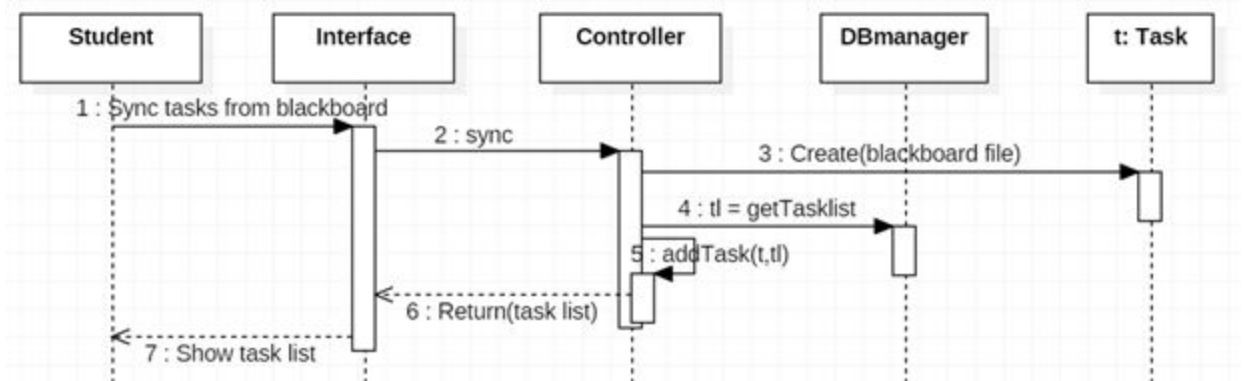 Student
Interface
Controller
DBmanager
t: Task
1 : Sync tasks from blackboard
2 : sync
3 : Create(blackboard file)
4 : tl = getTasklist
5 : addTask(t,tl)
6 : Return(task list)
7 : Show task list